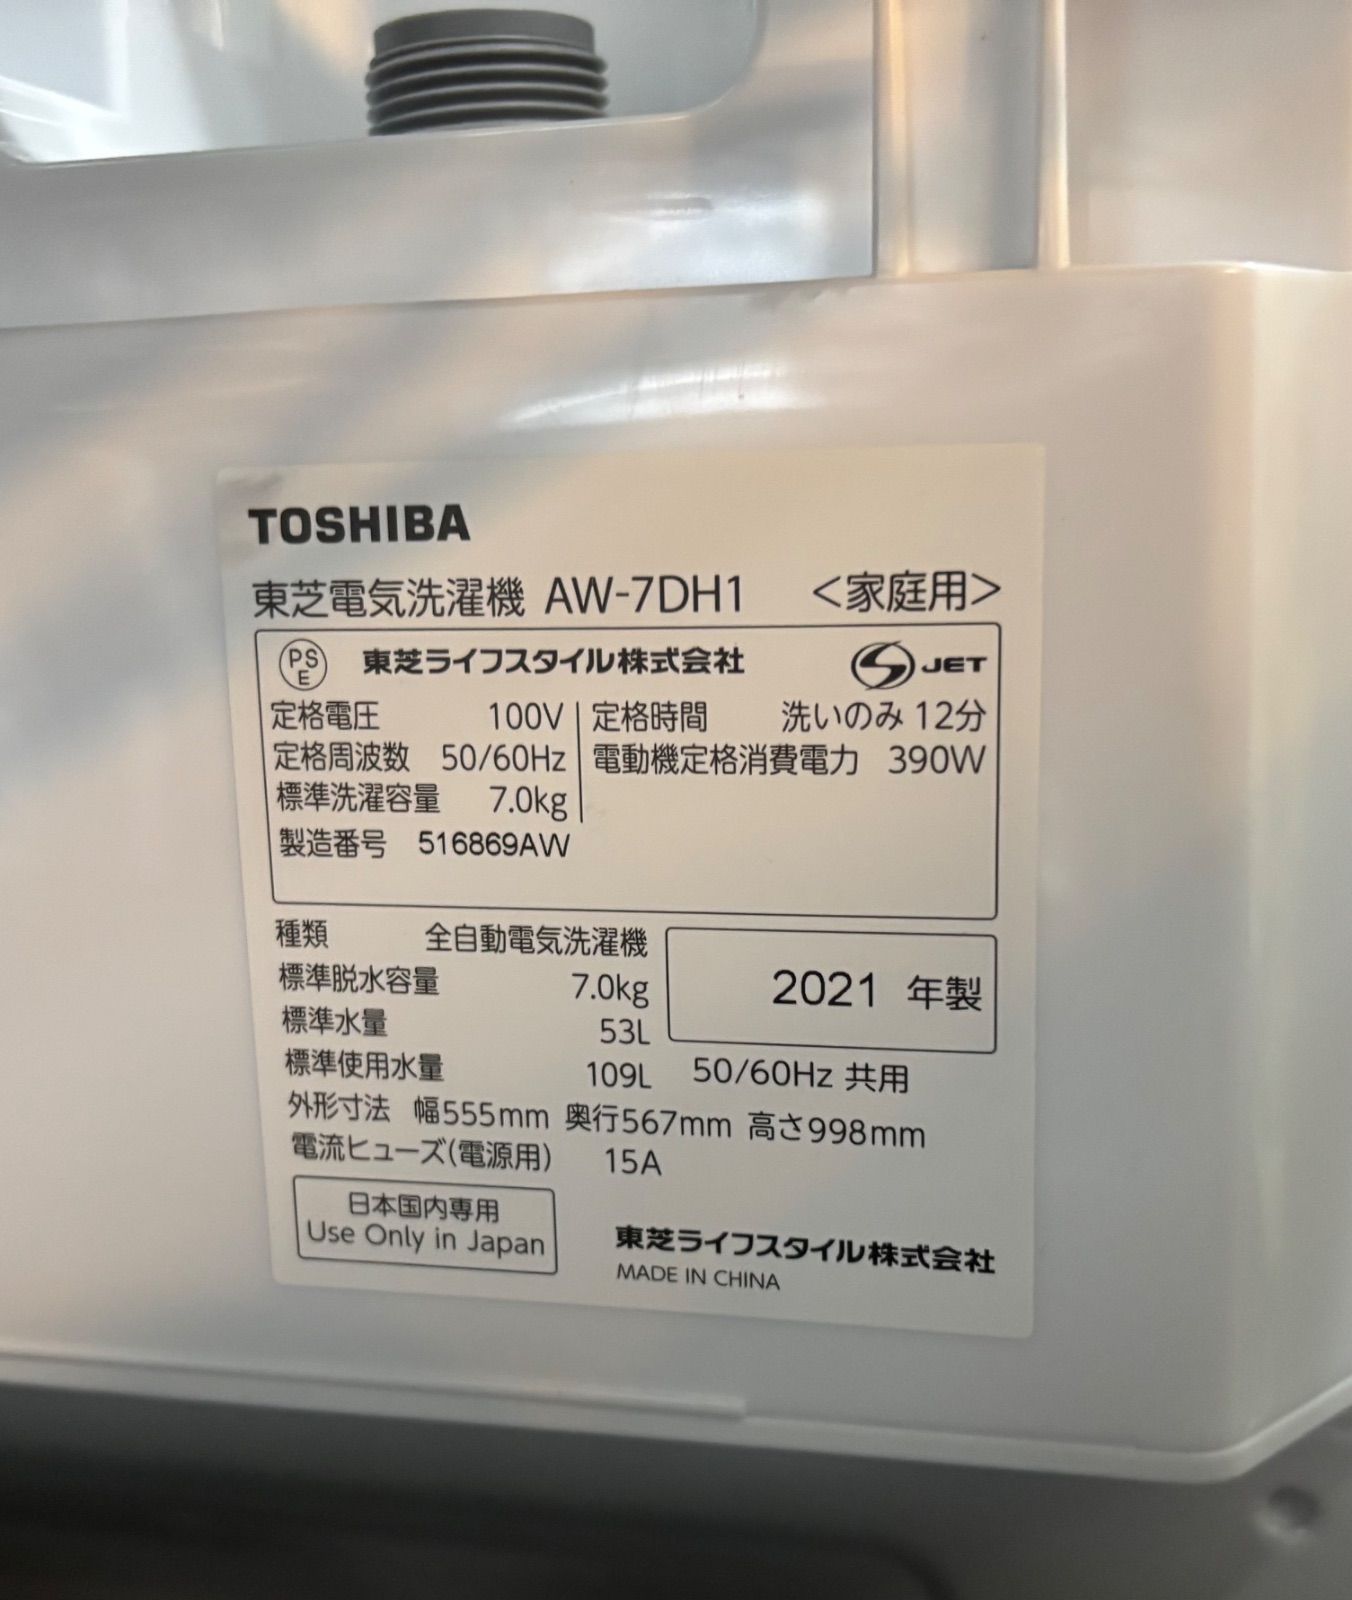 TOSHIBA
東芝電気洗濯機 AW-7DH1 <家庭用>
PSE 東芝ライフスタイル株式会社 JET
定格電圧 100V 定格時間 洗いのみ 12分
定格周波数 50/60Hz 電動機定格消費電力 390W
標準洗濯容量 7.0kg
製造番号 516869AW
種類 全自動電気洗濯機
標準脱水容量 7.0kg 2021 年製
標準水量 53L
標準使用水量 109L 50/60Hz 共用
外形寸法 幅555mm 奥行567mm 高さ998mm
電流ヒューズ(電源用) 15A
日本国内専用
Use Only in Japan
東芝ライフスタイル株式会社
MADE IN CHINA